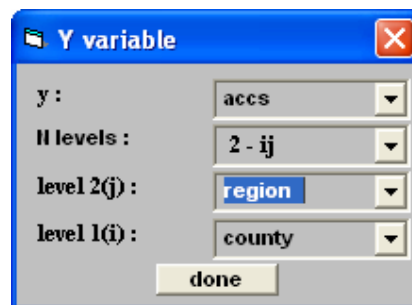 Y variable
y : accs
N levels : 2 - ij
level 2(j) : region
level 1(i) : county
done